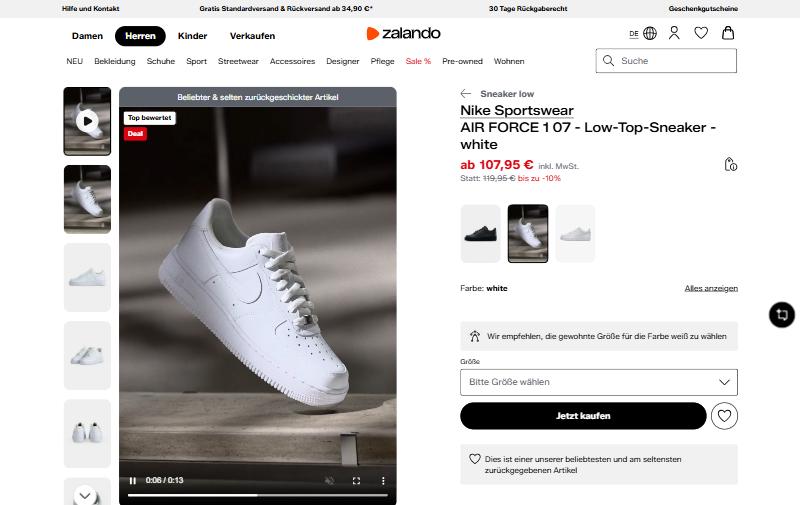 Hilfe und Kontakt
Gratis Standardversand & Rückversand ab 34,90 €*
30 Tage Rückgaberecht
Geschenkgutscheine
Damen
Herren
Kinder
Verkaufen
zalando
DE
NEU
Bekleidung
Schuhe
Sport
Streetwear
Accessoires
Designer
Pflege
Sale %
Pre-owned
Wohnen
Suche
Beliebter & selten zurückgeschickter Artikel
Top bewertet
Deal
0:06 / 0:13
Sneaker low
Nike Sportswear
AIR FORCE 1 07 - Low-Top-Sneaker -
white
ab 107,95 € inkl. MwSt.
Statt: 119,95 € bis zu -10%
Farbe: white
Alles anzeigen
Wir empfehlen, die gewohnte Größe für die Farbe weiß zu wählen
Größe
Bitte Größe wählen
Jetzt kaufen
Dies ist einer unserer beliebtesten und am seltensten
zurückgegebenen Artikel